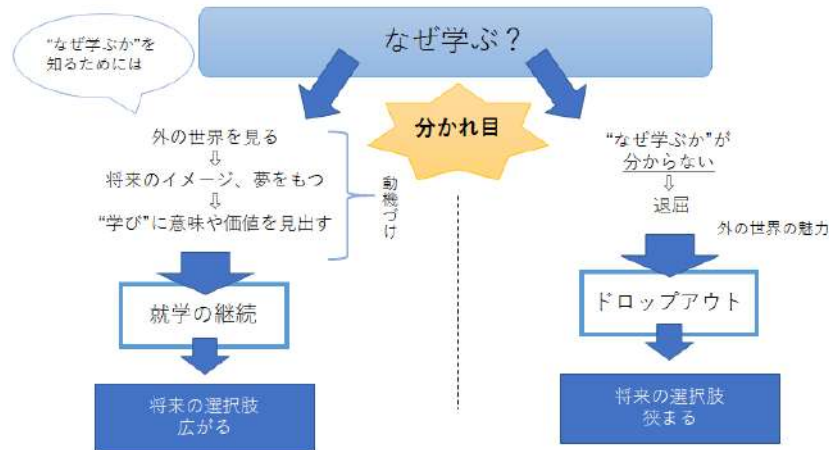 なぜ学ぶ？
“なぜ学ぶか”を
知るためには
分かれ目
外の世界を見る
⇩
将来のイメージ、夢をもつ
⇩
“学び”に意味や価値を見出す
動機づけ
就学の継続
将来の選択肢
広がる
“なぜ学ぶか”が
分からない
⇩
退屈
外の世界の魅力
ドロップアウト
将来の選択肢
狭まる